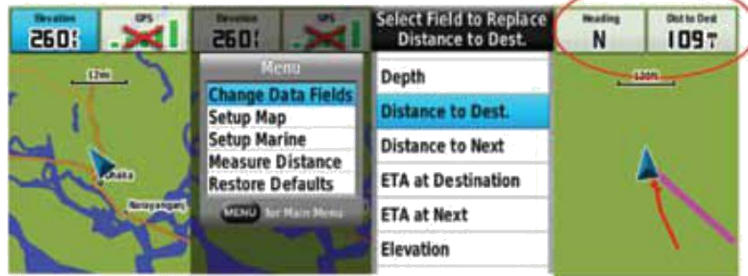 Elevation
260
GPS
12mi
Dhaka
Narayanganj
Elevation
260
GPS
Menu
Change Data Fields
Setup Map
Setup Marine
Measure Distance
Restore Defaults
MENU for Main Menu
Select Field to Replace
Distance to Dest.
Depth
Distance to Dest.
Distance to Next
ETA at Destination
ETA at Next
Elevation
Heading
N
Dist to Dest
109
120ft